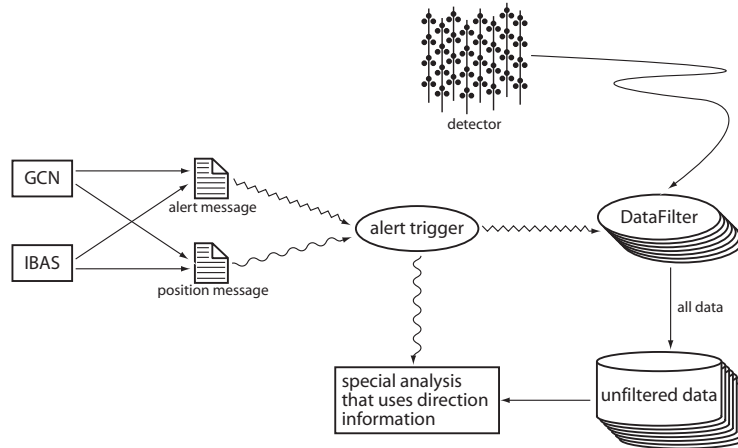 detector
GCN
alert message
IBAS
position message
alert trigger
DataFilter
all data
special analysis
that uses direction
information
unfiltered data